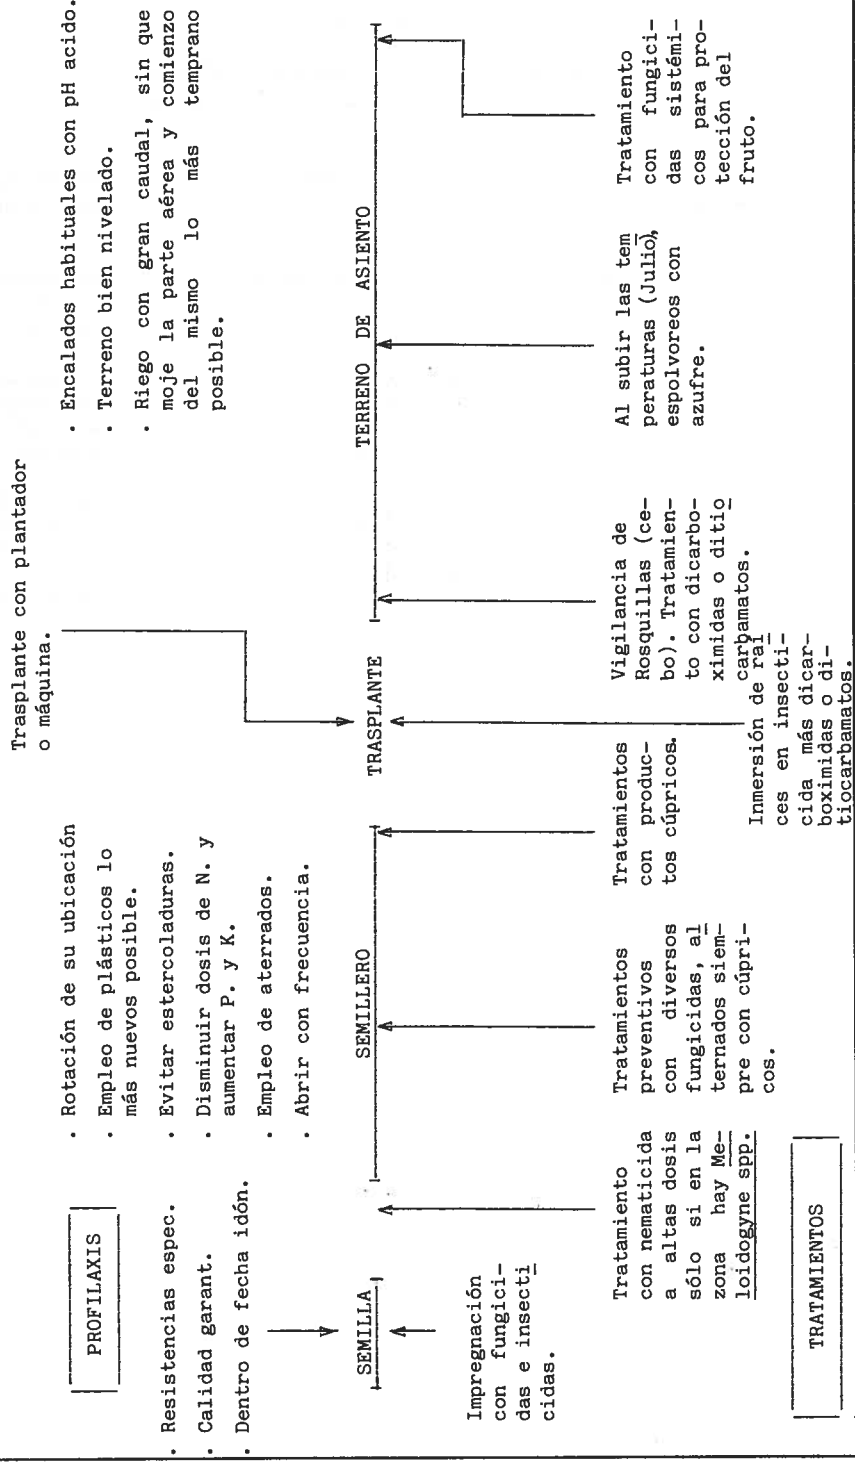 PROFILAXIS
. Resistencias espec.
. Calidad garant.
. Dentro de fecha idón.
. Rotación de su ubicación
. Empleo de plásticos lo
más nuevos posible.
. Evitar estercoladuras.
. Disminuir dosis de N. y
aumentar P. y K.
. Empleo de aterrados.
. Abrir con frecuencia.
Trasplante con plantador
o máquina.
. Encalados habituales con pH acido.
. Terreno bien nivelado.
. Riego con gran caudal, sin que
moje la parte aérea y comienzo
del mismo lo más temprano
posible.
SEMILLA
SEMILLERO
TRASPLANTE
TERRENO DE ASIENTO
Impregnación
con fungici-
das e insecti
cidas.
Tratamiento
con nematicida
a altas dosis
sólo si en la
zona hay Me-
loidogyne spp.
Tratamientos
preventivos
con diversos
fungicidas, al
ternados siem-
pre con cúpri-
cos.
Tratamientos
con produc-
tos cúpricos.
Inmersión de raí
ces en insecti-
cida más dicar-
boximidas o di-
tiocarbamatos.
Vigilancia de
Rosquillas (ce-
bo). Tratamien-
to con dicarbo-
ximidas o ditio
carbamatos.
Al subir las tem
peraturas (Julio),
espolvoreos con
azufre.
Tratamiento
con fungici-
das sistémi-
cos para pro-
tección del
fruto.
TRATAMIENTOS